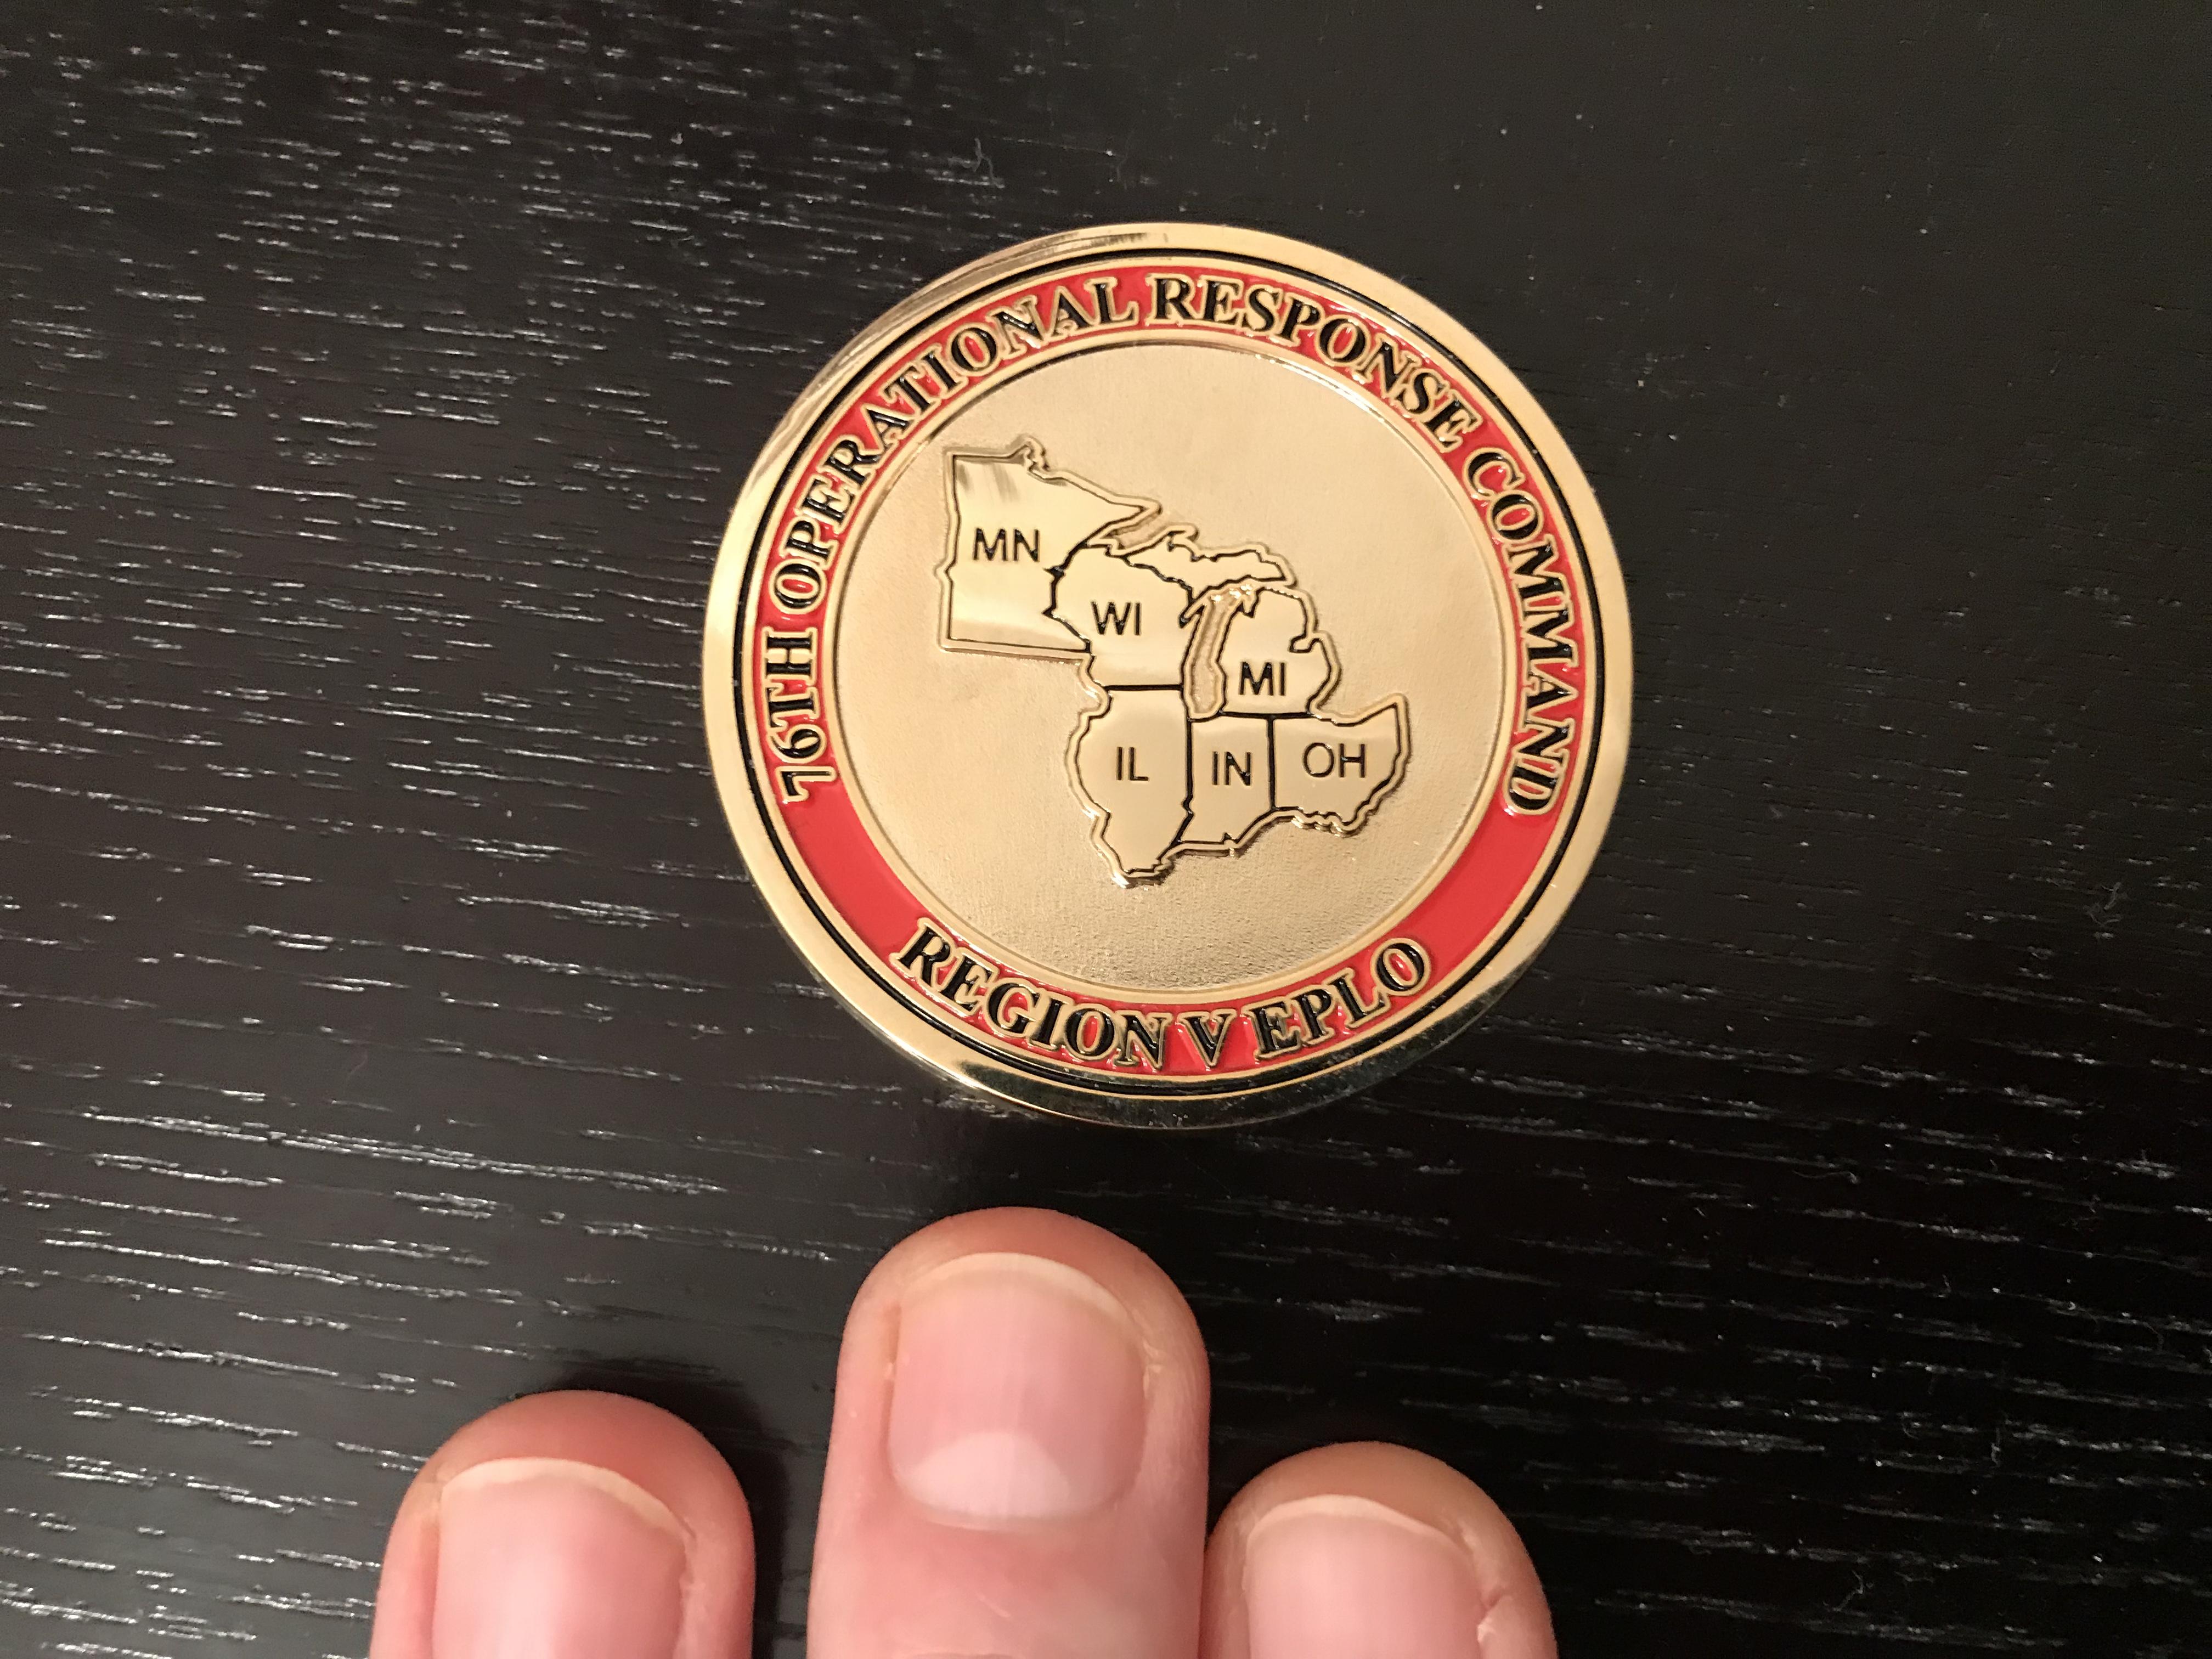 76TH OPERATIONAL RESPONSE COMMAND
MN
WI
MI
IL IN OH
REGION V EPLO